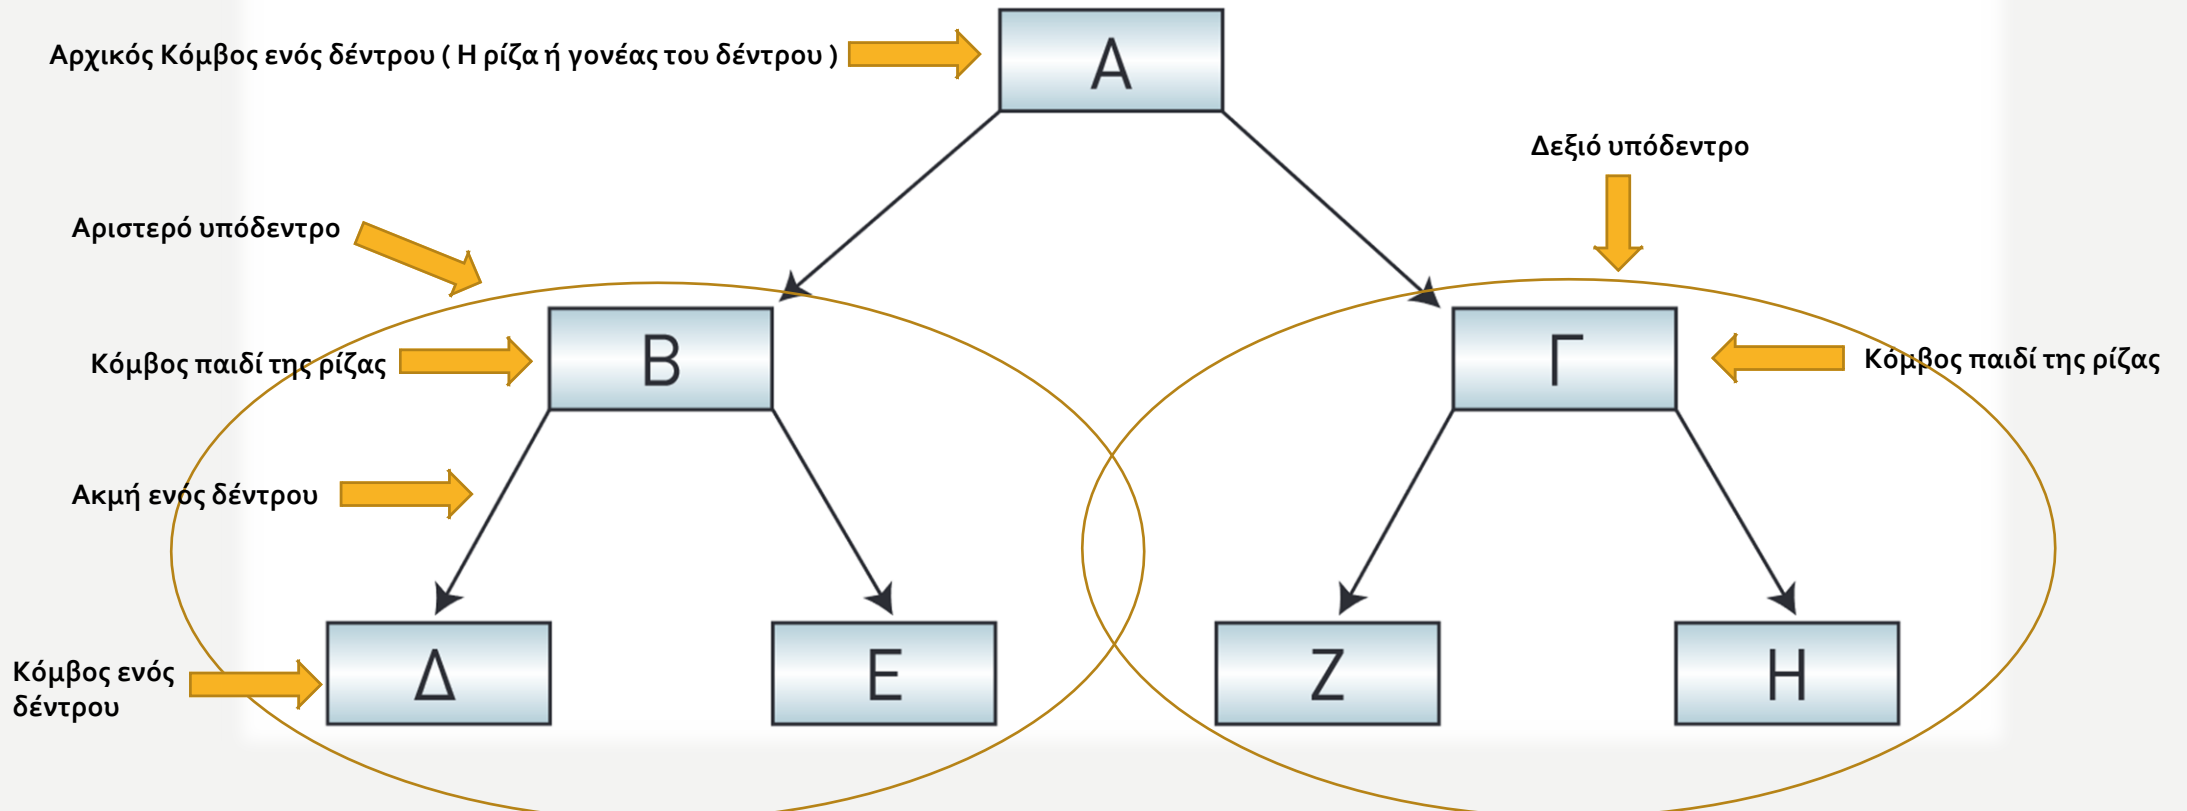 Αρχικός Κόμβος ενός δέντρου ( Η ρίζα ή γονέας του δέντρου )
Α
Δεξιό υπόδεντρο
Αριστερό υπόδεντρο
Κόμβος παιδί της ρίζας
Β
Γ
Κόμβος παιδί της ρίζας
Ακμή ενός δέντρου
Κόμβος ενός
δέντρου
Δ
Ε
Ζ
Η